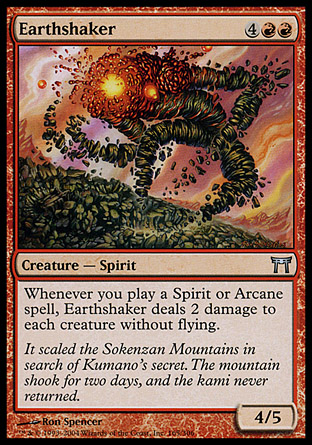 Earthshaker 4
Creature — Spirit
Whenever you play a Spirit or Arcane
spell, Earthshaker deals 2 damage to
each creature without flying.
It scaled the Sokenzan Mountains in
search of Kumano's secret. The mountain
shook for two days, and the kami never
returned.
Ron Spencer
4/5